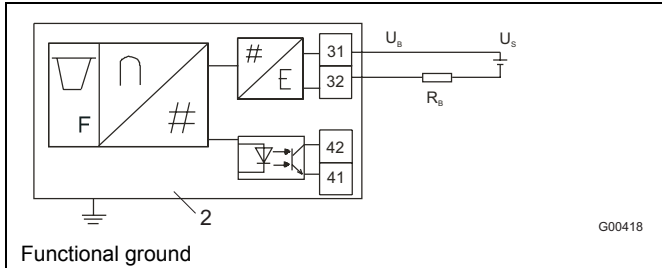 31 U_B U_S
# 32
E R_B
F
#
42
41
2
G00418
Functional ground